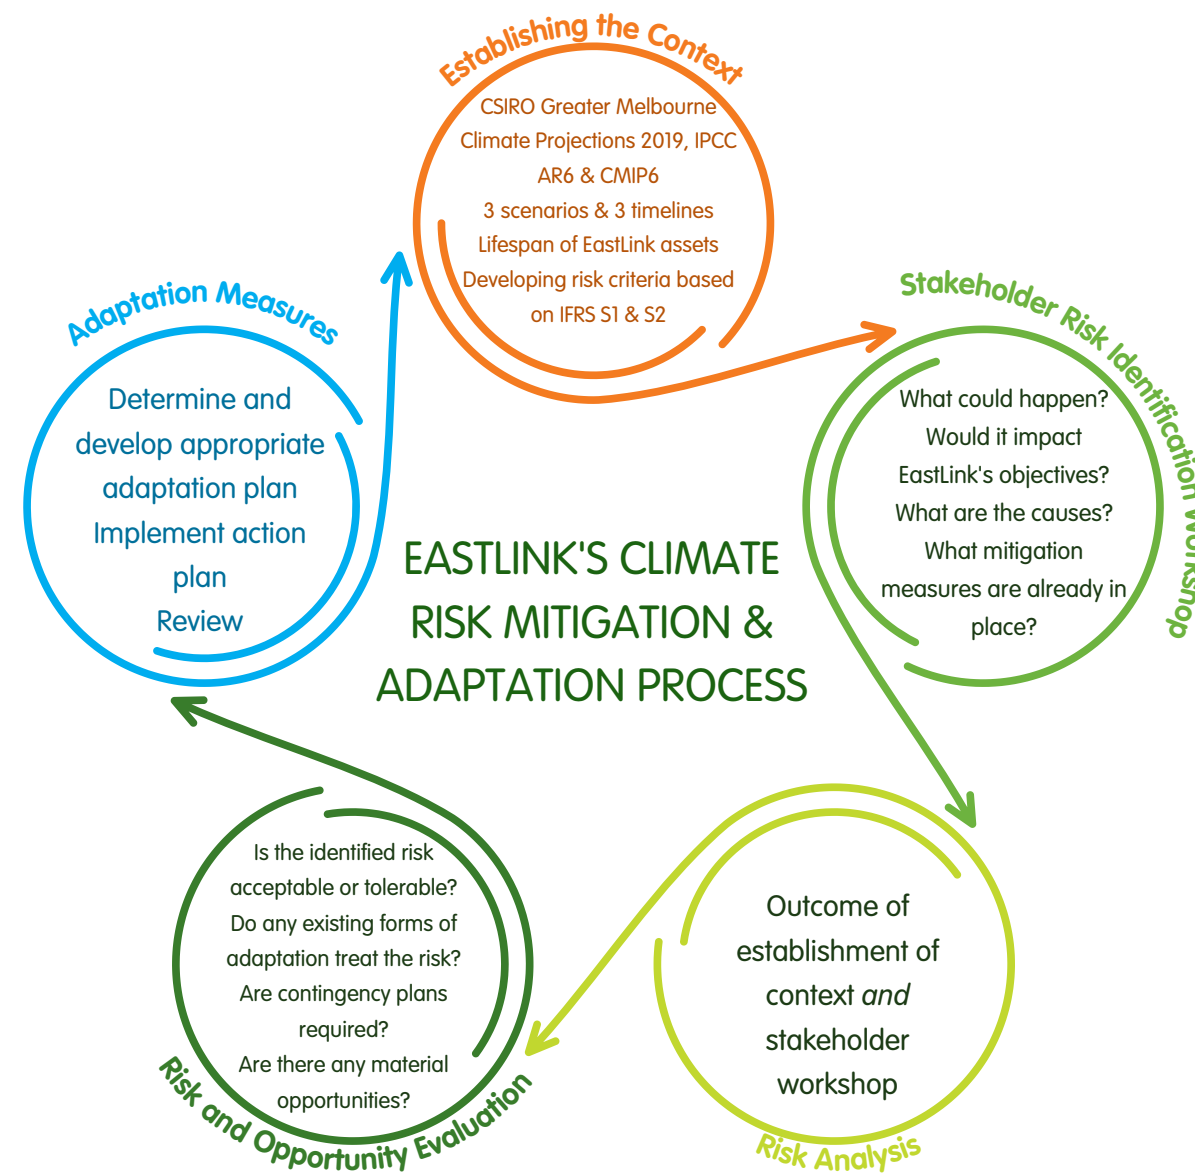 Establishing the Context
CSIRO Greater Melbourne
Climate Projections 2019, IPCC
AR6 & CMIP6
3 scenarios & 3 timelines
Lifespan of EastLink assets
Developing risk criteria based
on IFRS S1 & S2
Stakeholder Risk Identification Workshop
What could happen?
Would it impact
EastLink's objectives?
What are the causes?
What mitigation
measures are already in
place?
Risk Analysis
Outcome of
establishment of
context and
stakeholder
workshop
Risk and Opportunity Evaluation
Is the identified risk
acceptable or tolerable?
Do any existing forms of
adaptation treat the risk?
Are contingency plans
required?
Are there any material
opportunities?
Adaptation Measures
Determine and
develop appropriate
adaptation plan
Implement action
plan
Review
EASTLINK'S CLIMATE
RISK MITIGATION &
ADAPTATION PROCESS